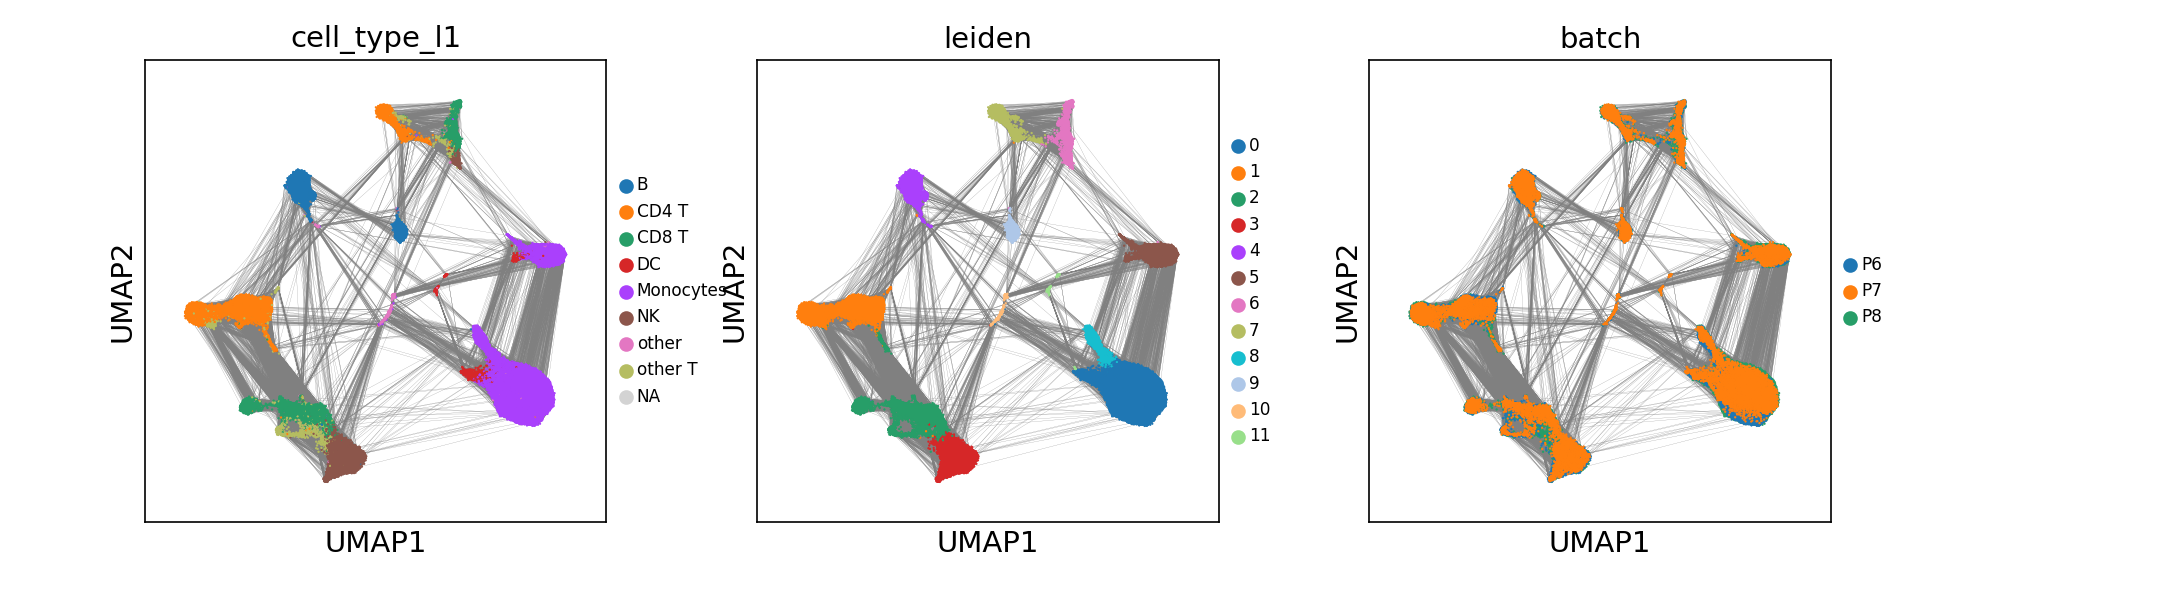 cell_type_l1
UMAP2
UMAP1
B
CD4 T
CD8 T
DC
Monocytes
NK
other
other T
NA
leiden
UMAP2
UMAP1
0
1
2
3
4
5
6
7
8
9
10
11
batch
UMAP2
UMAP1
P6
P7
P8